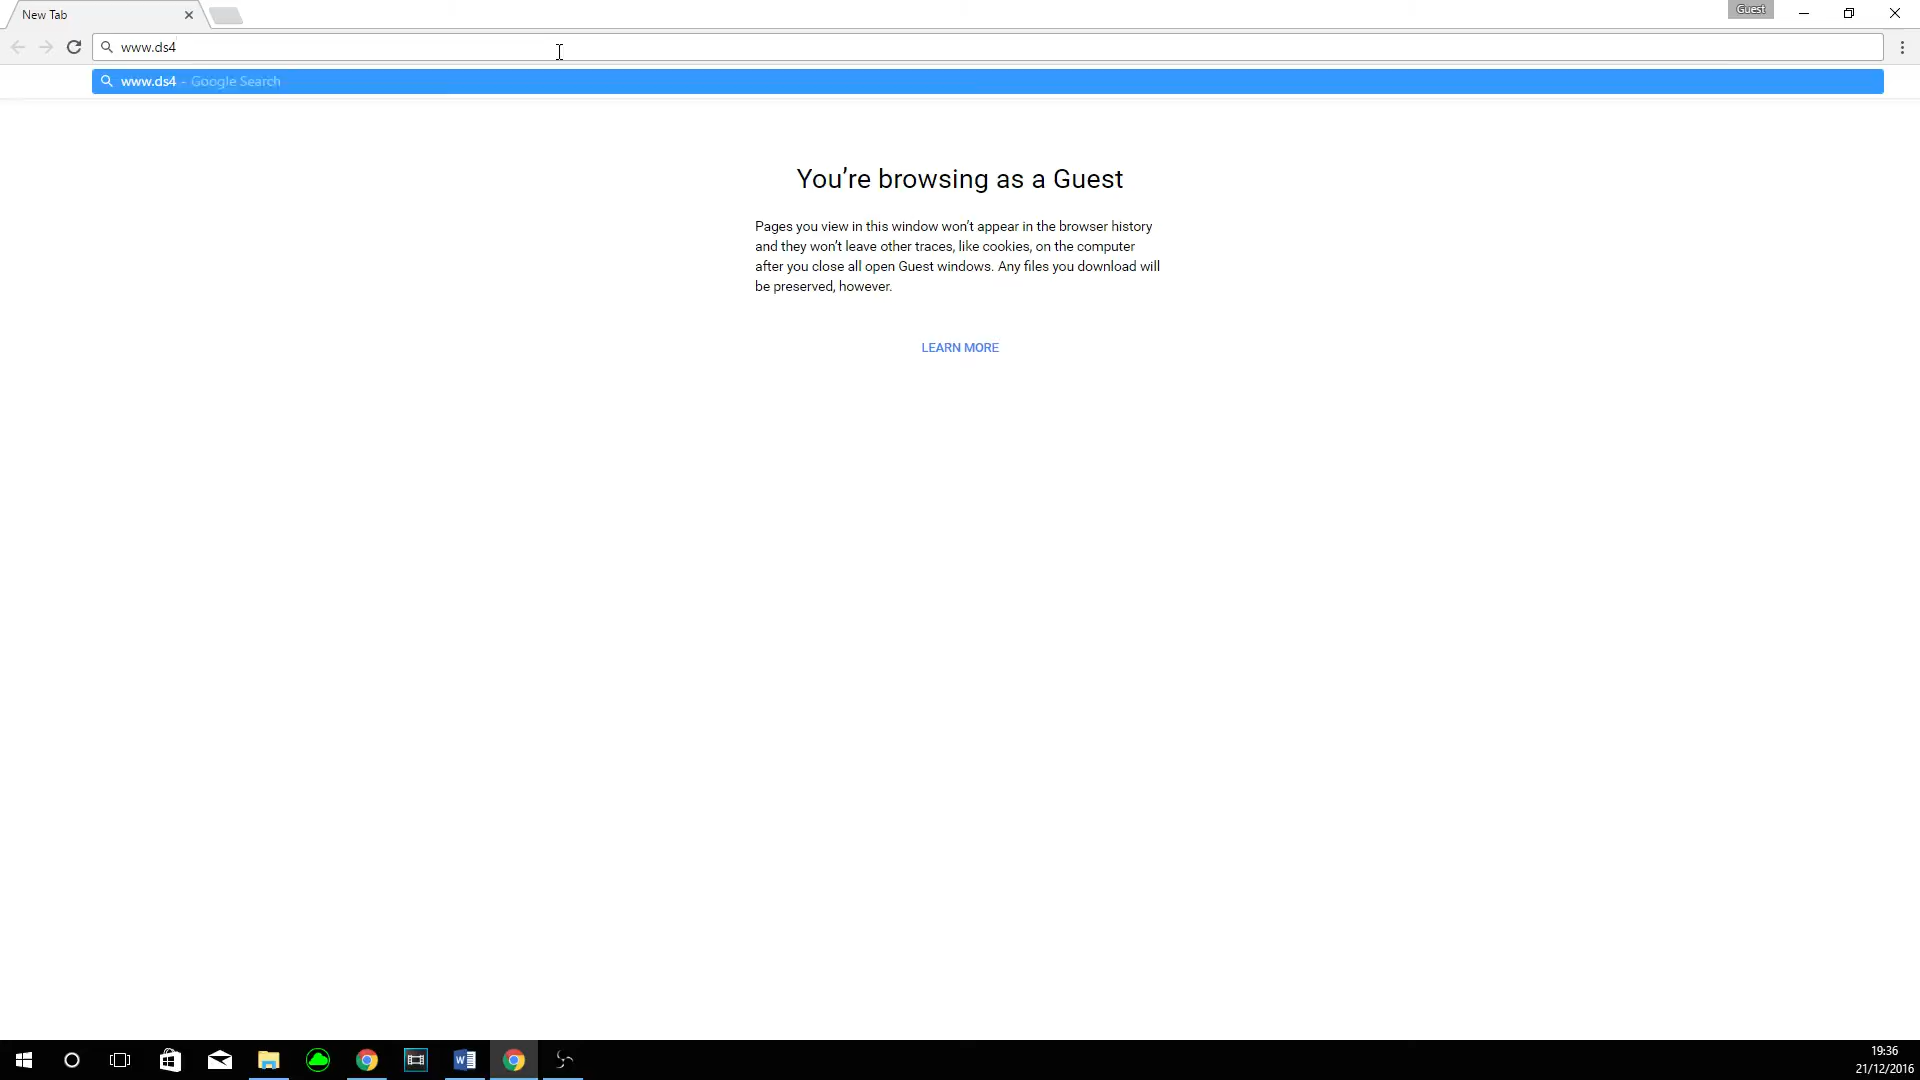 New Tab
Guest
www.ds4
www.ds4 - Google Search
You're browsing as a Guest
Pages you view in this window won't appear in the browser history
and they won't leave other traces, like cookies, on the computer
after you close all open Guest windows. Any files you download will
be preserved, however.
LEARN MORE
19:36
21/12/2016